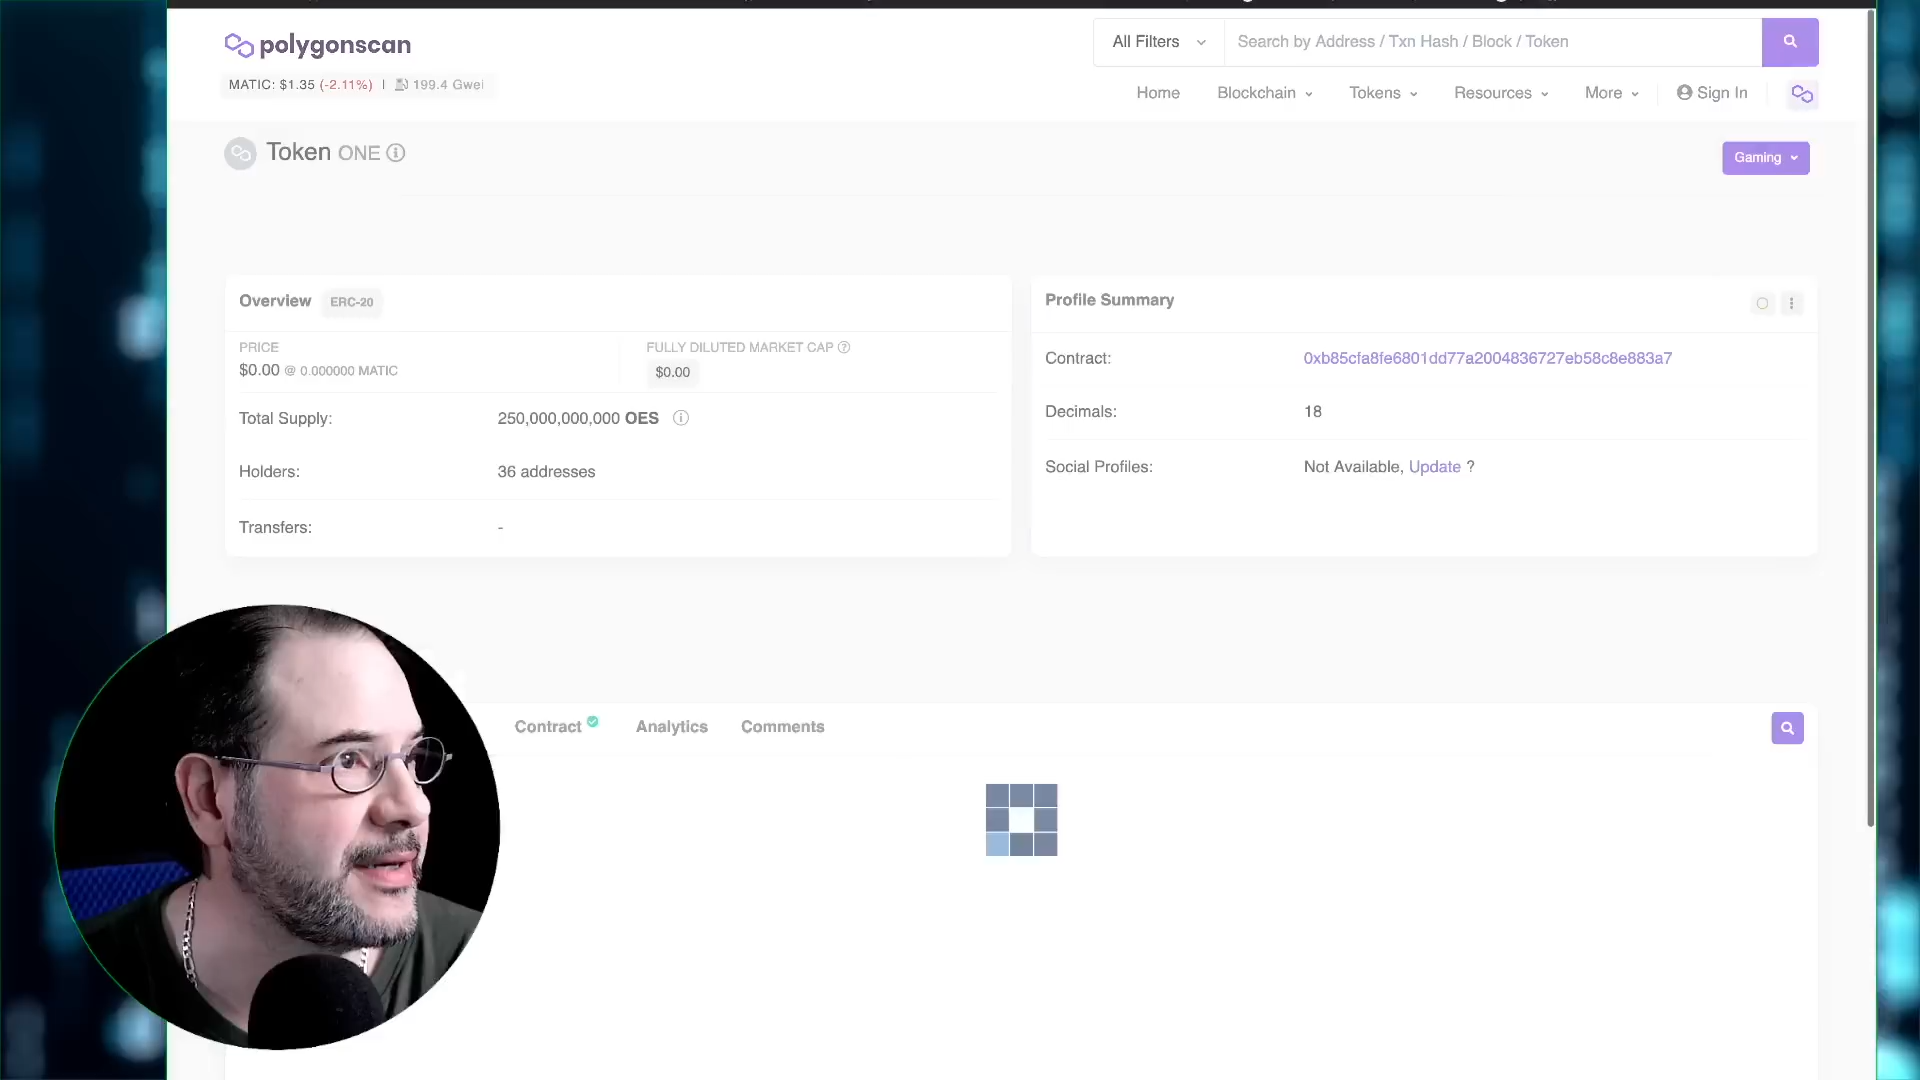 polygonscan
All Filters
Search by Address / Txn Hash / Block / Token
MATIC: $1.35 (-2.11%) | 199.4 Gwei
Home
Blockchain
Tokens
Resources
More
Sign In
Token ONE
Gaming
Overview ERC-20
PRICE
$0.00 @ 0.000000 MATIC
FULLY DILUTED MARKET CAP
$0.00
Total Supply: 250,000,000,000 OES
Holders: 36 addresses
Transfers: -
Profile Summary
Contract: 0xb85cfa8fe6801dd77a2004836727eb58c8e883a7
Decimals: 18
Social Profiles: Not Available, Update ?
Contract
Analytics
Comments